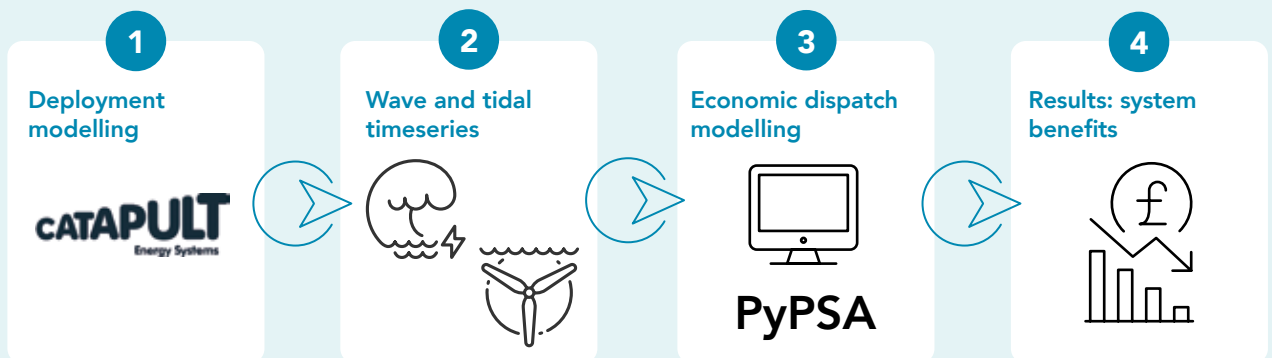 1
Deployment
modelling
CATAPULT
Energy Systems
2
Wave and tidal
timeseries
3
Economic dispatch
modelling
PyPSA
4
Results: system
benefits
£